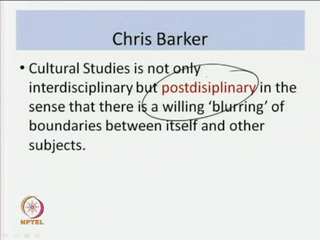 Chris Barker
• Cultural Studies is not only
interdisciplinary but postdisiplinary in the
sense that there is a willing 'blurring' of
boundaries between itself and other
subjects.
NPTEL